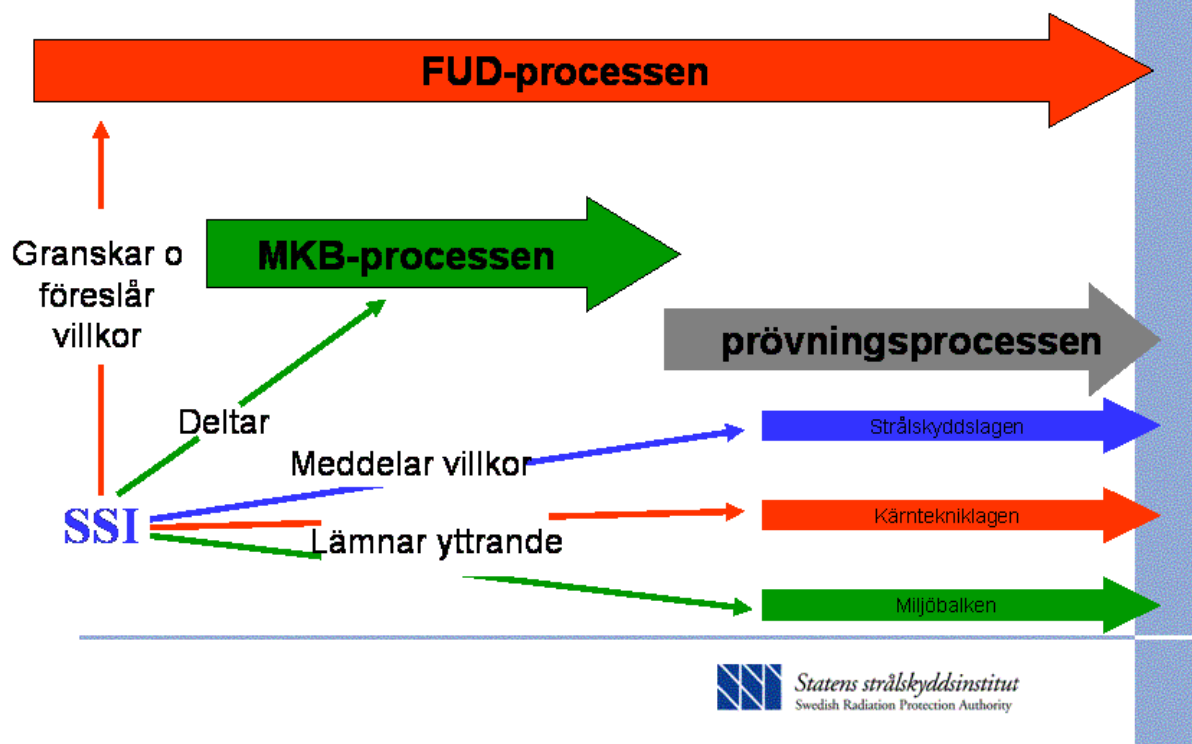 FUD-processen
Granskar o
föreslår
villkor
MKB-processen
prövningsprocessen
Deltar
Strålskyddslagen
Meddelar villkor
SSI
Kärntekniklagen
Lämnar yttrande
Miljöbalken
Statens strålskyddsinstitut
Swedish Radiation Protection Authority